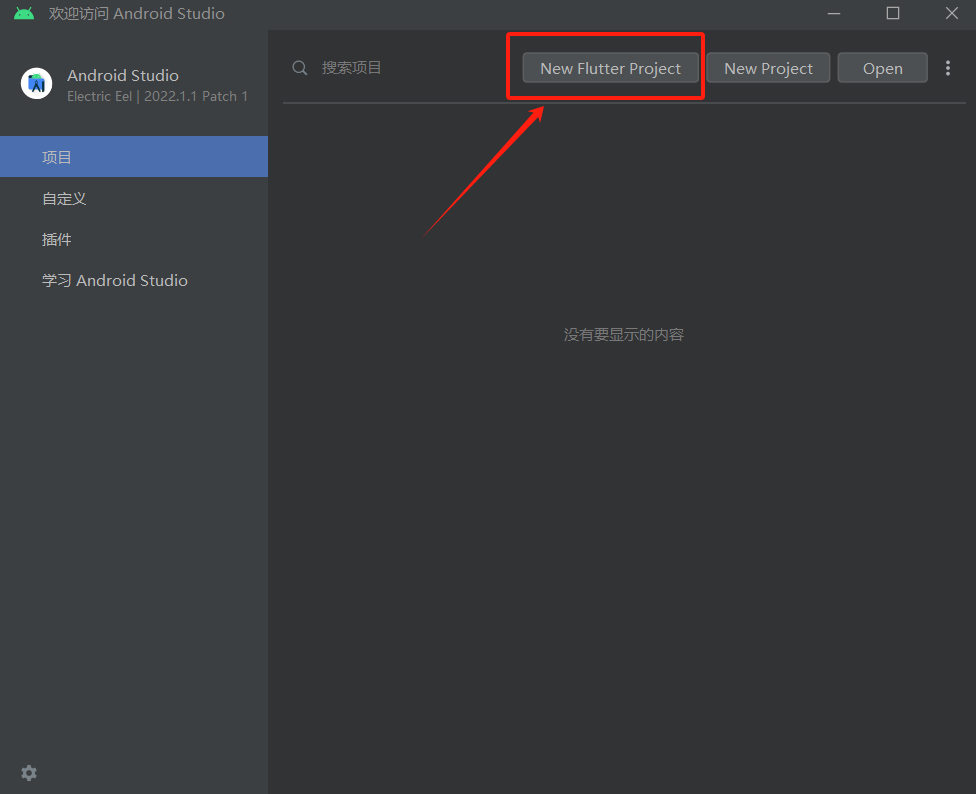 欢迎访问 Android Studio
Android Studio
Electric Eel | 2022.1.1 Patch 1
项目
自定义
插件
学习 Android Studio
搜索项目
New Flutter Project
New Project
Open
没有要显示的内容